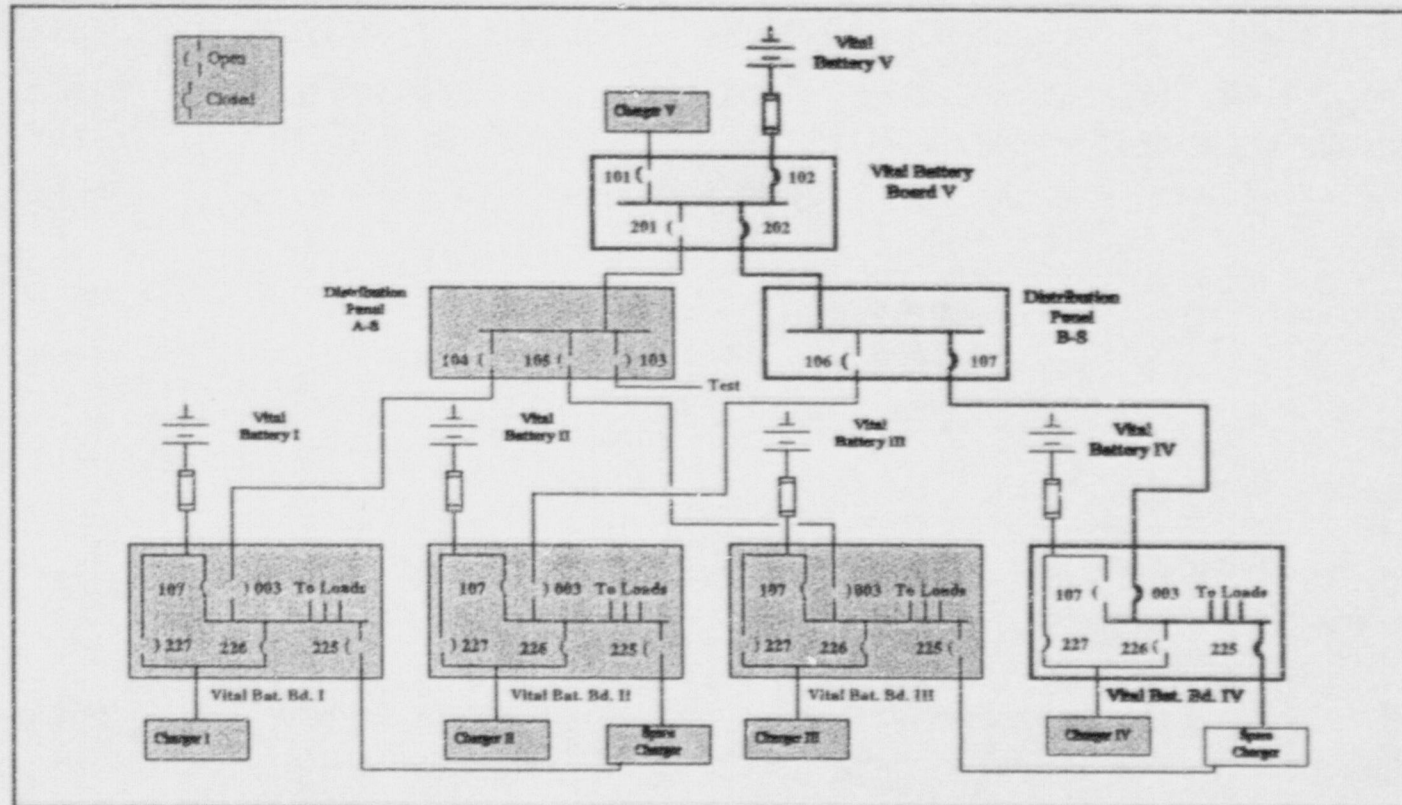 Open
Closed
Vital
Battery V
Charger V
101
102
Vital Battery
Board V
201
202
Distribution
Panel
A-S
Distribution
Panel
B-S
104
105
103
106
107
Test
Vital
Battery I
Vital
Battery II
Vital
Battery III
Vital
Battery IV
107
003
To Loads
107
003
To Loads
107
003
To Loads
107
003
To Loads
227
226
225
227
226
225
227
226
225
227
226
225
Vital Bat. Bd. I
Vital Bat. Bd. II
Vital Bat. Bd. III
Vital Bat. Bd. IV
Charger I
Charger II
Spare
Charger
Charger III
Charger IV
Spare
Charger